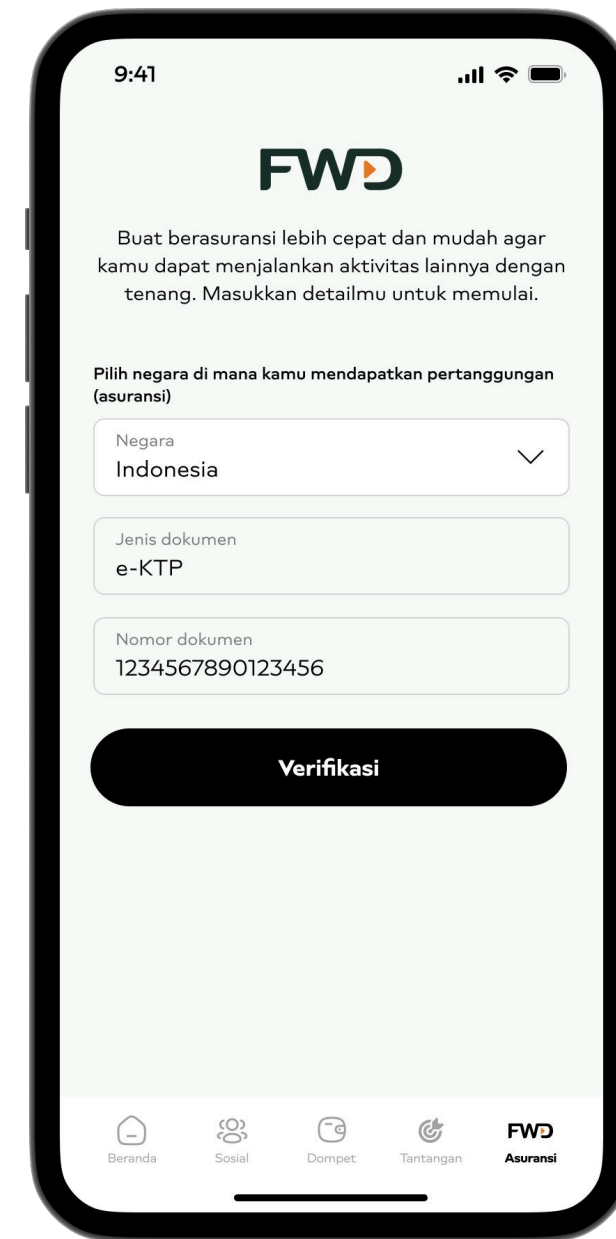 9:41
FWD
Buat berasuransi lebih cepat dan mudah agar
kamu dapat menjalankan aktivitas lainnya dengan
tenang. Masukkan detailmu untuk memulai.
Pilih negara di mana kamu mendapatkan pertanggungan
(asuransi)
Negara
Indonesia
Jenis dokumen
e-KTP
Nomor dokumen
1234567890123456
Verifikasi
Beranda Sosial Dompet Tantangan FWD Asuransi